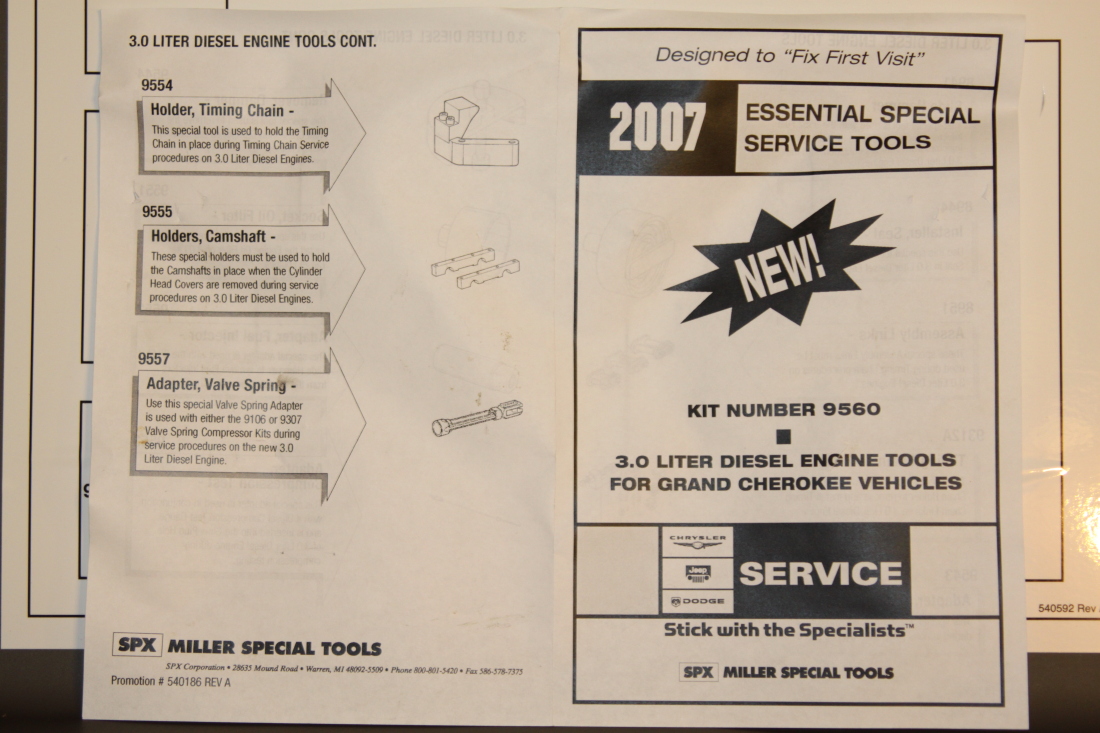 3.0 LITER DIESEL ENGINE TOOLS CONT.
9554
Holder, Timing Chain -
This special tool is used to hold the Timing
Chain in place during Timing Chain Service
procedures on 3.0 Liter Diesel Engines.
9555
Holders, Camshaft -
These special holders must be used to hold
the Camshafts in place when the Cylinder
Head Covers are removed during service
procedures on 3.0 Liter Diesel Engines.
9557
Adapter, Valve Spring -
Use this special Valve Spring Adapter
is used with either the 9106 or 9307
Valve Spring Compressor Kits during
service procedures on the new 3.0
Liter Diesel Engine.
SPX MILLER SPECIAL TOOLS
SPX Corporation • 28635 Mound Road • Warren, MI 48092-5509 • Phone 800-801-5420 • Fax 586-578-7375
Promotion # 540186 REV A
Designed to “Fix First Visit”
2007
ESSENTIAL SPECIAL
SERVICE TOOLS
NEW!
KIT NUMBER 9560
3.0 LITER DIESEL ENGINE TOOLS
FOR GRAND CHEROKEE VEHICLES
CHRYSLER
Jeep
DODGE
SERVICE
Stick with the Specialists™
SPX MILLER SPECIAL TOOLS
540592 Rev